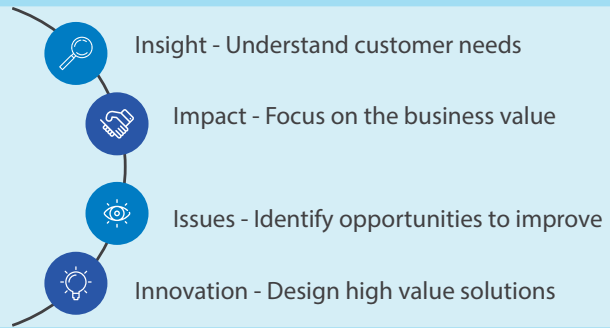 Insight - Understand customer needs
Impact - Focus on the business value
Issues - Identify opportunities to improve
Innovation - Design high value solutions